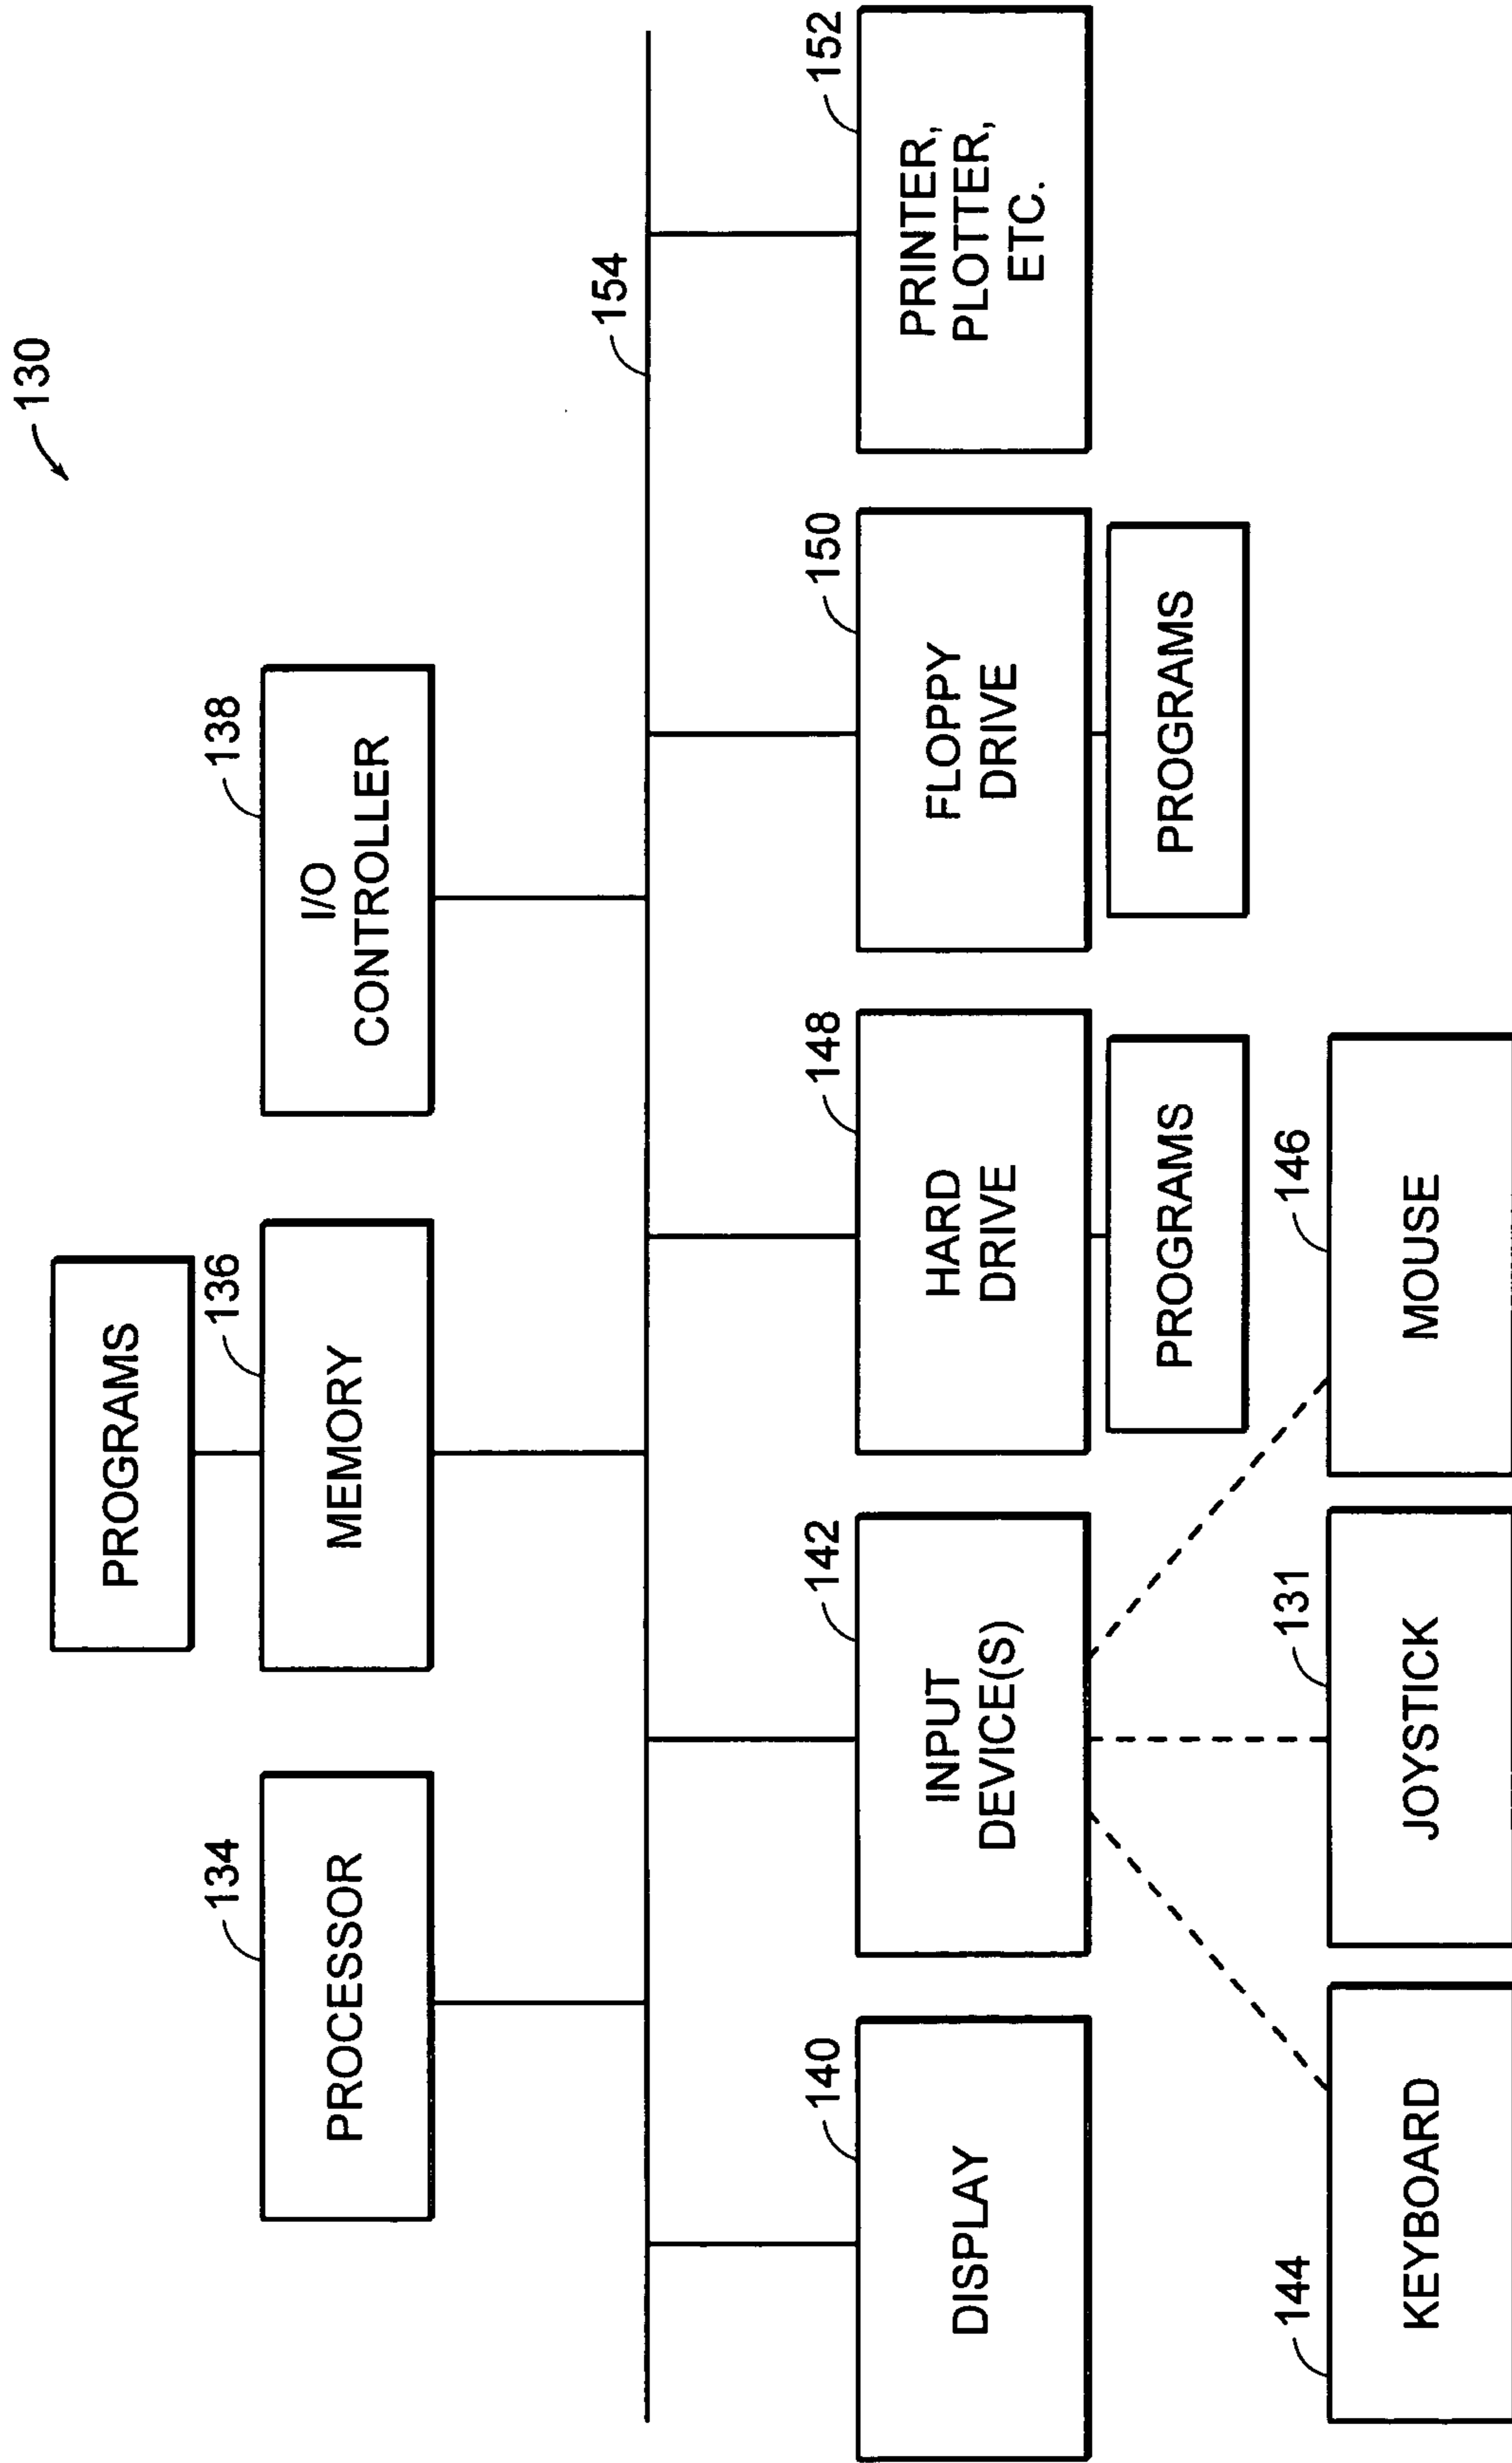 130
PROGRAMS
134
136
138
PROCESSOR
MEMORY
I/O
CONTROLLER
154
140
142
148
150
152
DISPLAY
INPUT
DEVICE(S)
HARD
DRIVE
FLOPPY
DRIVE
PRINTER,
PLOTTER,
ETC.
PROGRAMS
PROGRAMS
144
131
146
KEYBOARD
JOYSTICK
MOUSE